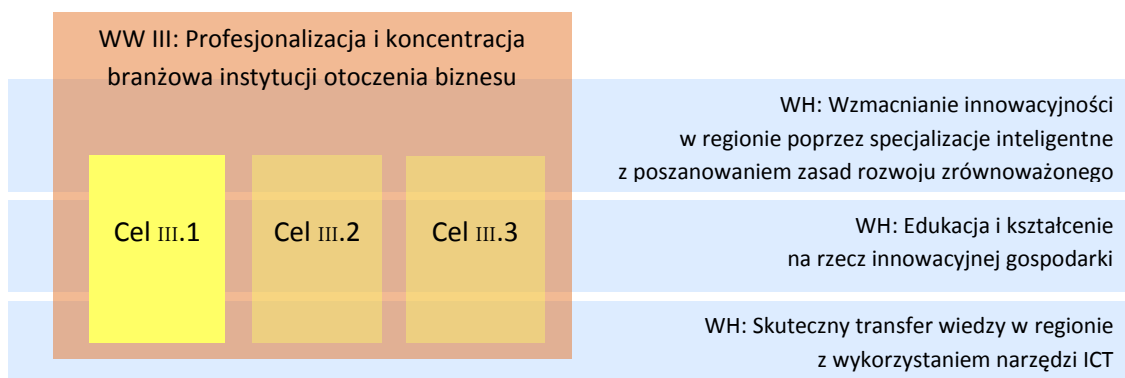 WW III: Profesjonalizacja i koncentracja
branżowa instytucji otoczenia biznesu
WH: Wzmacnianie innowacyjności
w regionie poprzez specjalizacje inteligentne
z poszanowaniem zasad rozwoju zrównoważonego
Cel III.1
Cel III.2
Cel III.3
WH: Edukacja i kształcenie
na rzecz innowacyjnej gospodarki
WH: Skuteczny transfer wiedzy w regionie
z wykorzystaniem narzędzi ICT